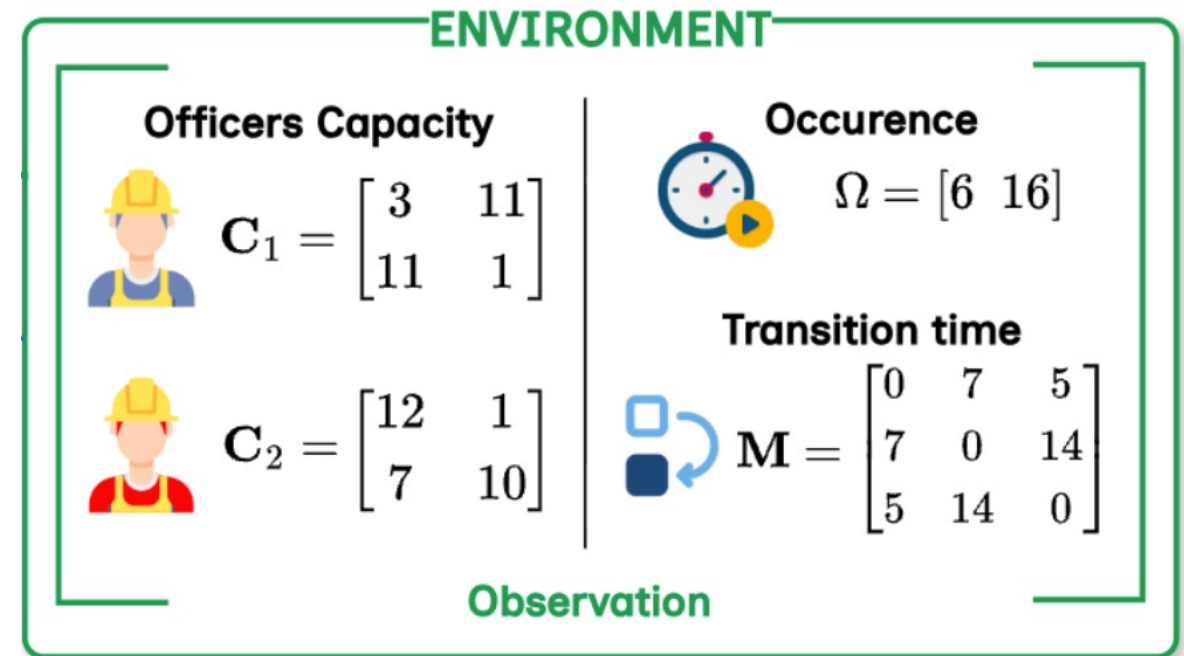 ENVIRONMENT
Officers Capacity
C₁ = [3 11
11 1]
C₂ = [12 1
7 10]
Occurence
Ω = [6 16]
Transition time
M = [0 7 5
7 0 14
5 14 0]
Observation